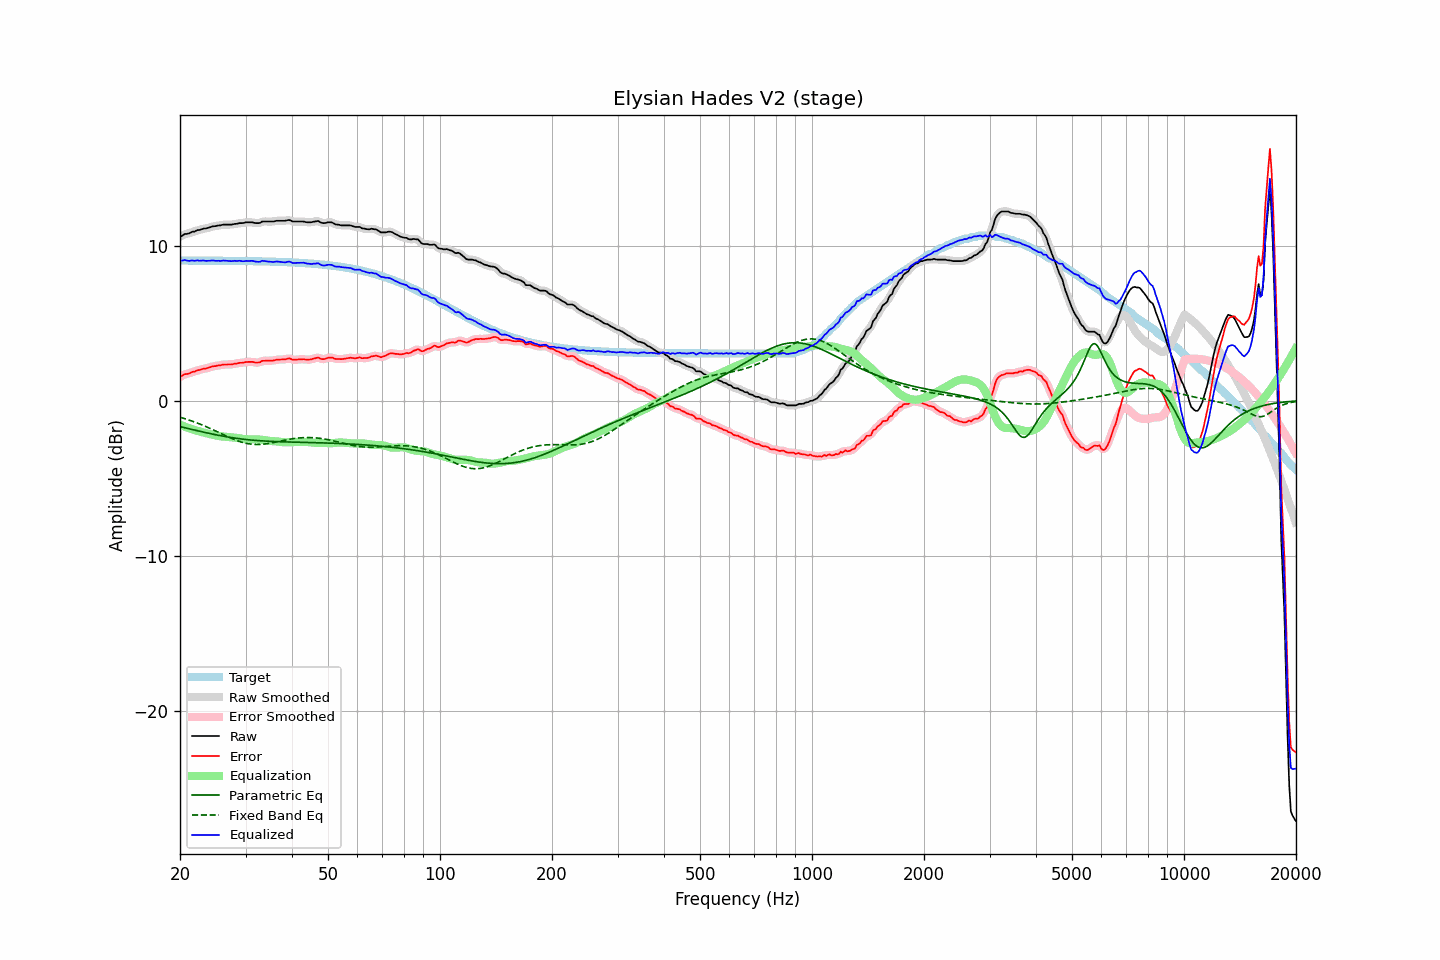 Elysian Hades V2 (stage)
Amplitude (dBr)
10
0
−10
−20
Target
Raw Smoothed
Error Smoothed
Raw
Error
Equalization
Parametric Eq
Fixed Band Eq
Equalized
20 50 100 200 500 1000 2000 5000 10000 20000
Frequency (Hz)